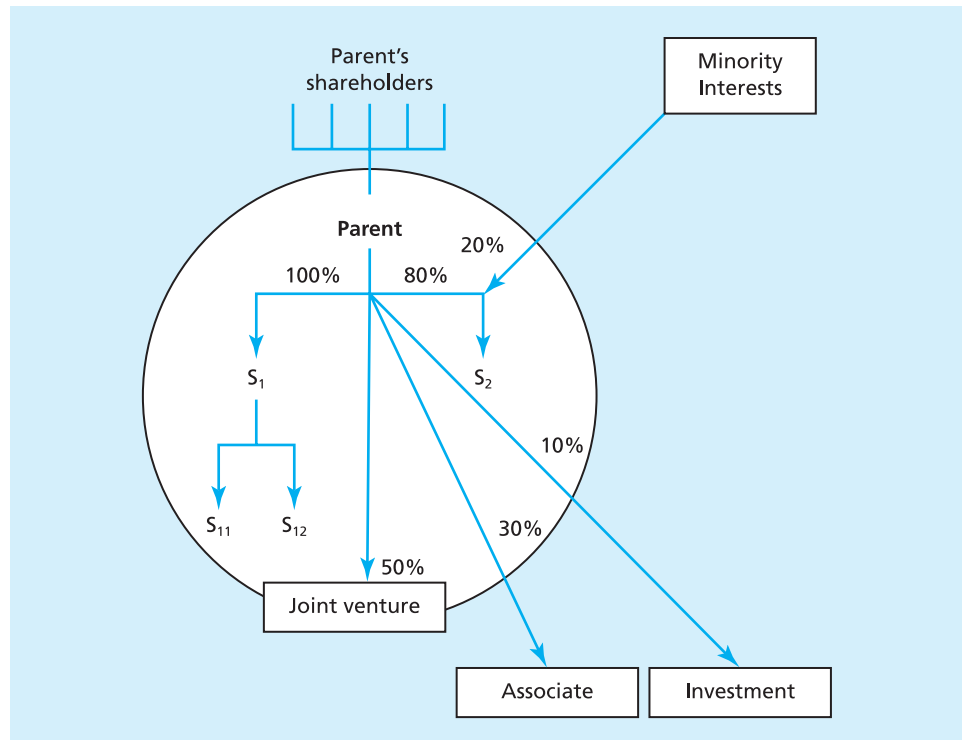 Parent's
shareholders
Minority
Interests
Parent
20%
100%
80%
S₁
S₂
10%
S₁₁
S₁₂
30%
50%
Joint venture
Associate
Investment